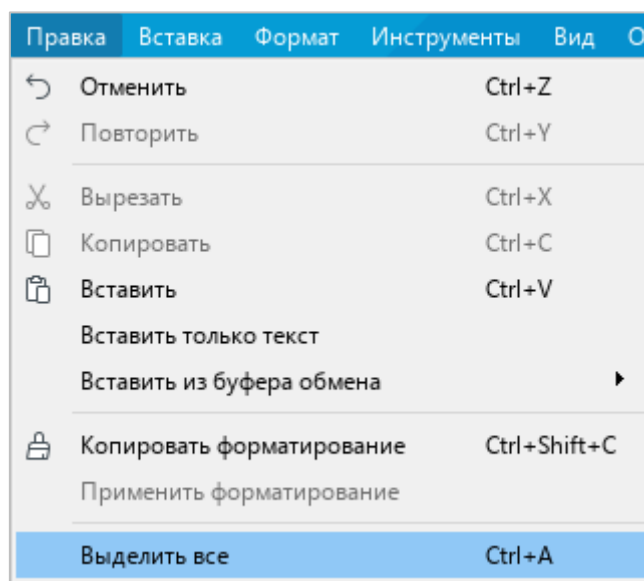 Правка Вставка Формат Инструменты Вид О
Отменить Ctrl+Z
Повторить Ctrl+Y
Вырезать Ctrl+X
Копировать Ctrl+C
Вставить Ctrl+V
Вставить только текст
Вставить из буфера обмена
Копировать форматирование Ctrl+Shift+C
Применить форматирование
Выделить все Ctrl+A